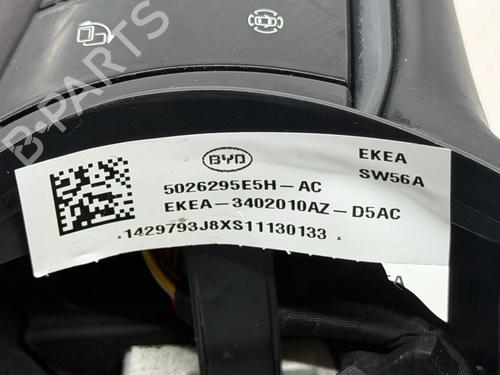 B-PARTS
BYD
EKEA
SW56A
5026295E5H-AC
EKEA-3402010AZ-D5AC
1429793J8XS11130133